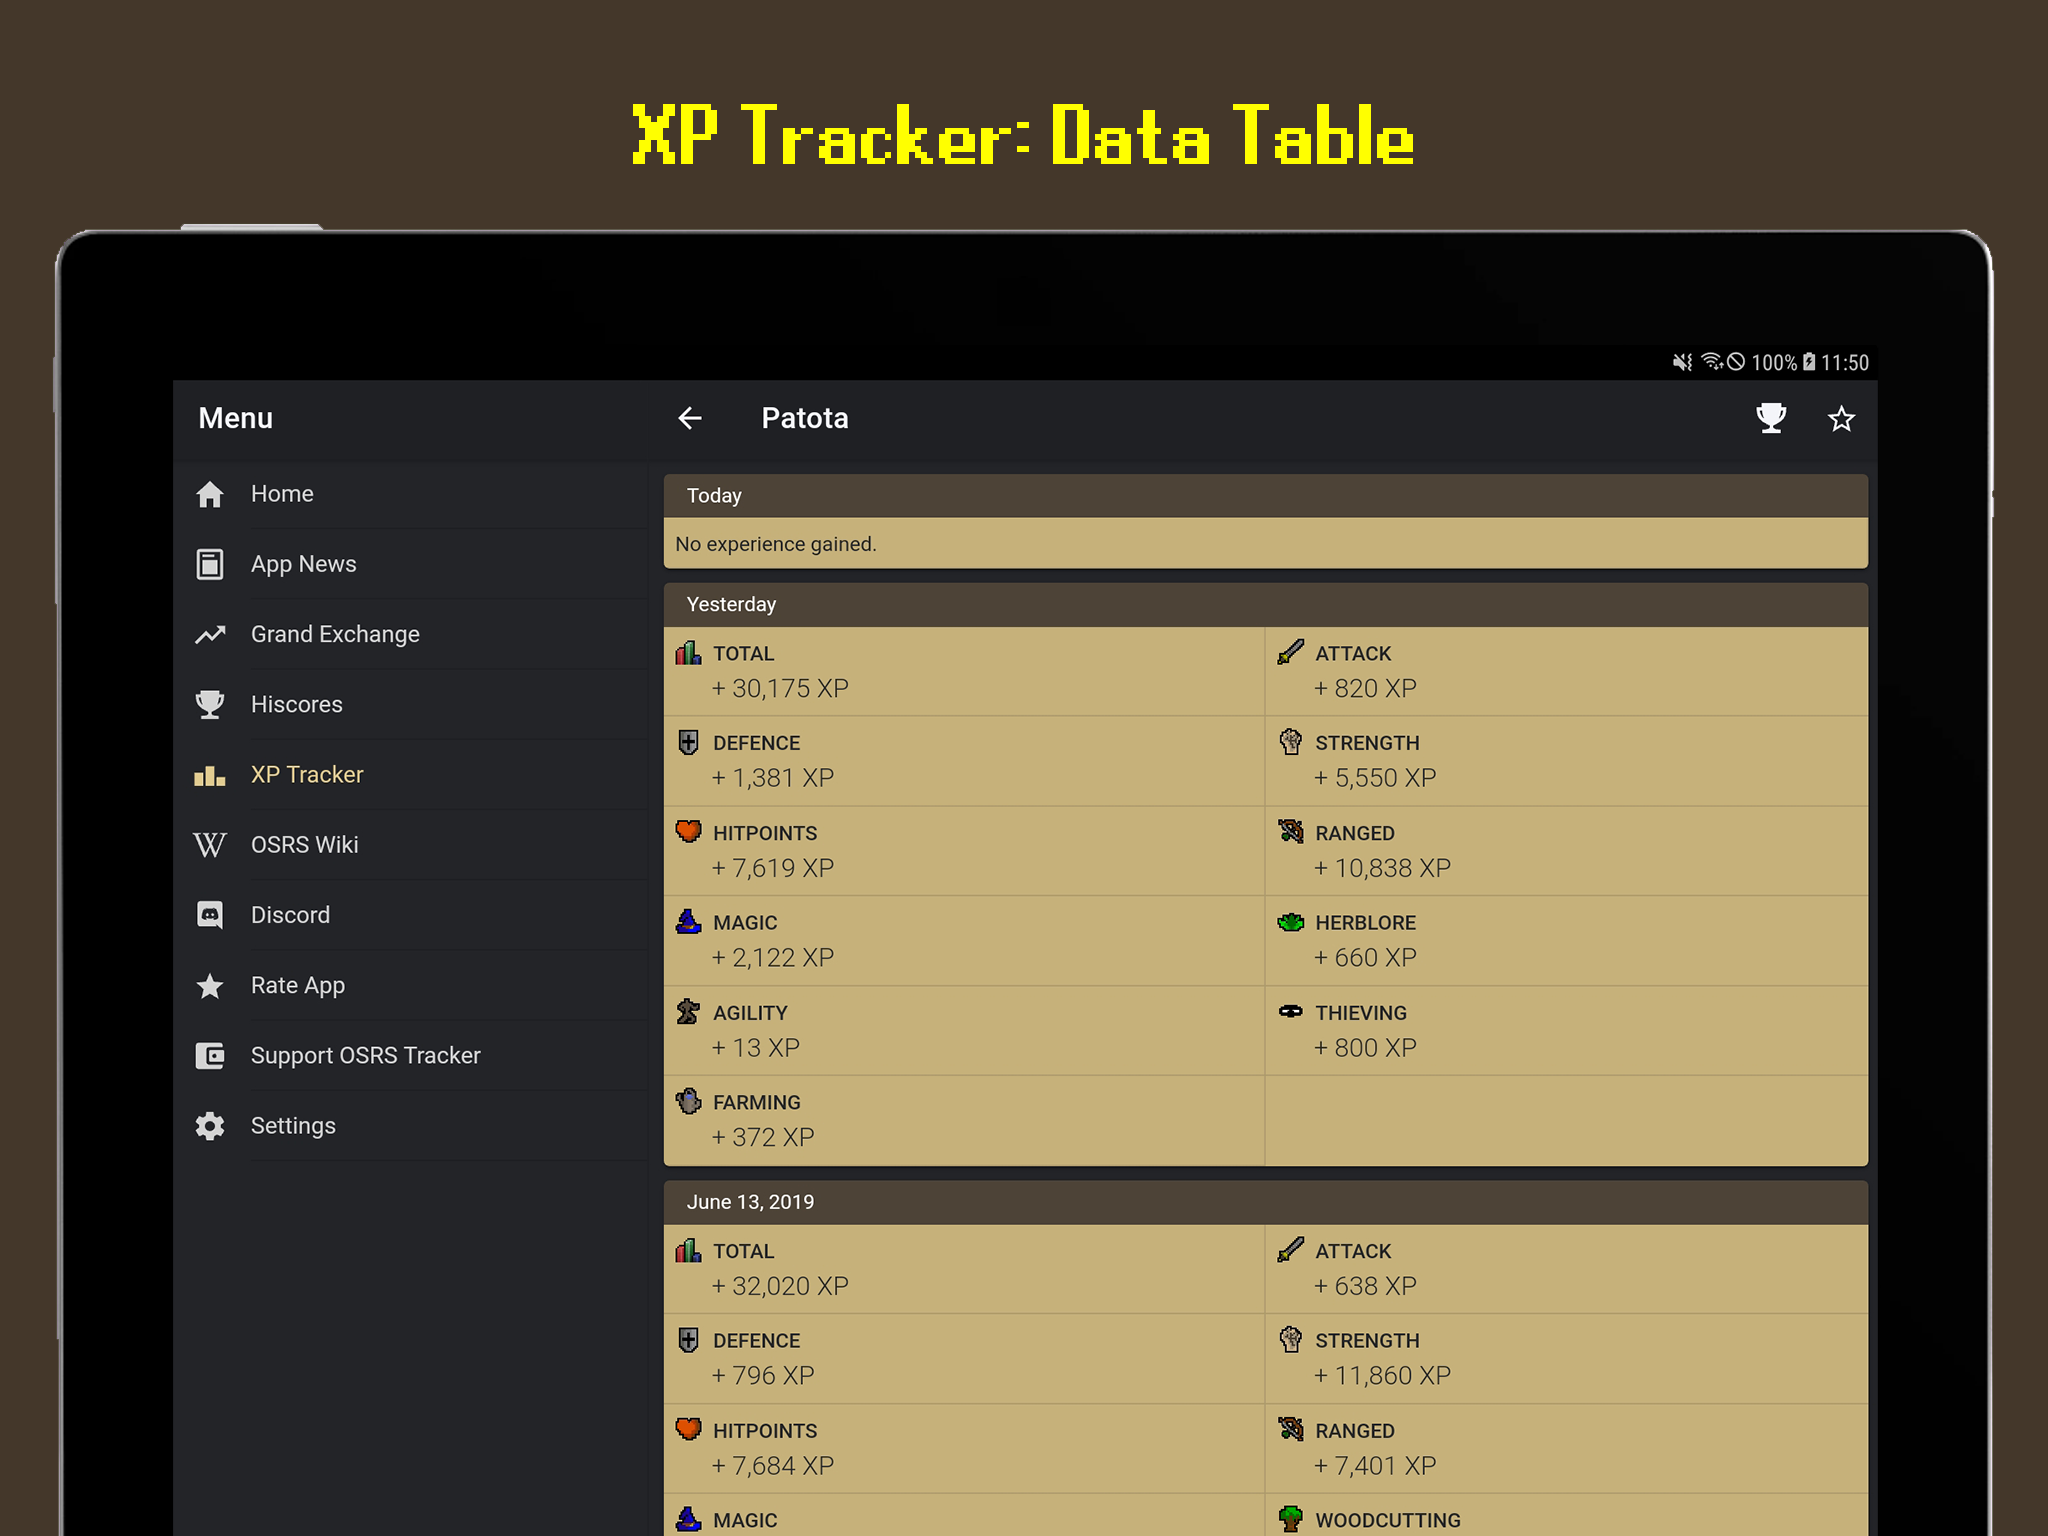 XP Tracker: Data Table
100% 11:50
Menu
Patota
Home
App News
Grand Exchange
Hiscores
XP Tracker
OSRS Wiki
Discord
Rate App
Support OSRS Tracker
Settings
Today
No experience gained.
Yesterday
TOTAL
+ 30,175 XP
ATTACK
+ 820 XP
DEFENCE
+ 1,381 XP
STRENGTH
+ 5,550 XP
HITPOINTS
+ 7,619 XP
RANGED
+ 10,838 XP
MAGIC
+ 2,122 XP
HERBLORE
+ 660 XP
AGILITY
+ 13 XP
THIEVING
+ 800 XP
FARMING
+ 372 XP
June 13, 2019
TOTAL
+ 32,020 XP
ATTACK
+ 638 XP
DEFENCE
+ 796 XP
STRENGTH
+ 11,860 XP
HITPOINTS
+ 7,684 XP
RANGED
+ 7,401 XP
MAGIC
WOODCUTTING